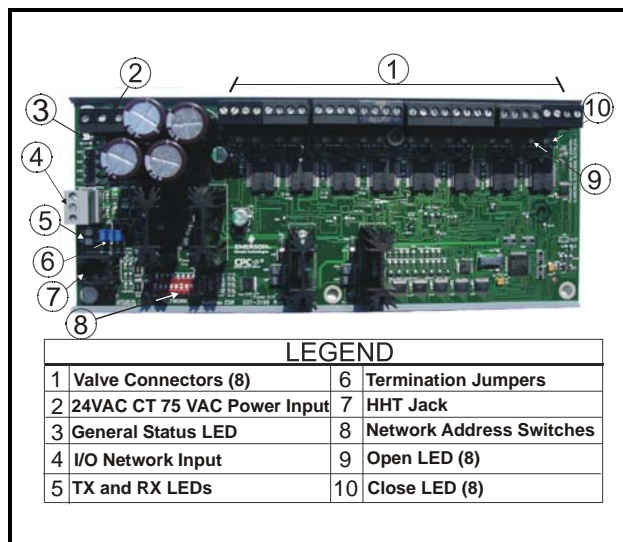 1
2
3
10
4
9
5
6
7
8
EMERSON
CPC
LEGEND
1 Valve Connectors (8)
2 24VAC CT 75 VAC Power Input
3 General Status LED
4 I/O Network Input
5 TX and RX LEDs
6 Termination Jumpers
7 HHT Jack
8 Network Address Switches
9 Open LED (8)
10 Close LED (8)